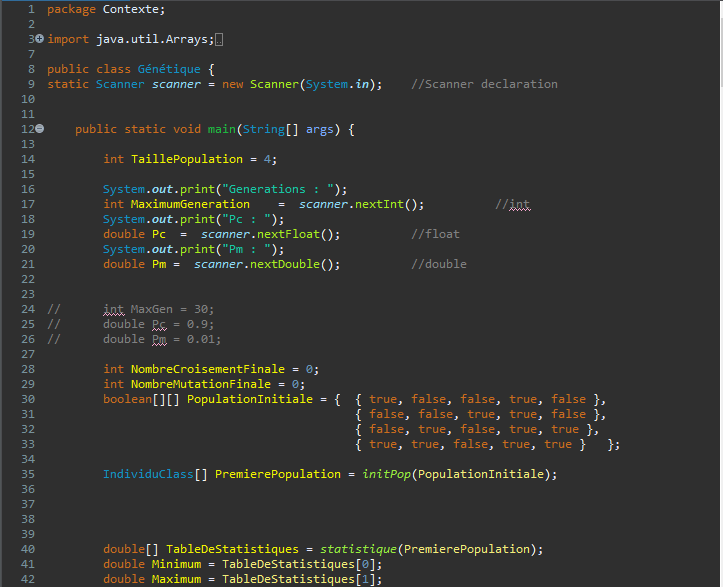 1 package Contexte;
2
3 import java.util.Arrays;
7
8 public class Génétique {
9 static Scanner scanner = new Scanner(System.in);    //Scanner declaration
10
11
12     public static void main(String[] args) {
13
14         int TaillePopulation = 4;
15
16         System.out.print("Generations : ");
17         int MaximumGeneration    =  scanner.nextInt();          //int
18         System.out.print("Pc : ");
19         double Pc  =  scanner.nextFloat();          //float
20         System.out.print("Pm : ");
21         double Pm =  scanner.nextDouble();          //double
22
23
24 //      int MaxGen = 30;
25 //      double Pc = 0.9;
26 //      double Pm = 0.01;
27
28         int NombreCroisementFinale = 0;
29         int NombreMutationFinale = 0;
30         boolean[][] PopulationInitiale = {  { true, false, false, true, false },
31                                             { false, false, true, true, false },
32                                             { false, true, false, true, true },
33                                             { true, true, false, true, true }   };
34
35         IndividuClass[] PremierePopulation = initPop(PopulationInitiale);
36
37
38
39
40         double[] TableDeStatistiques = statistique(PremierePopulation);
41         double Minimum = TableDeStatistiques[0];
42         double Maximum = TableDeStatistiques[1];